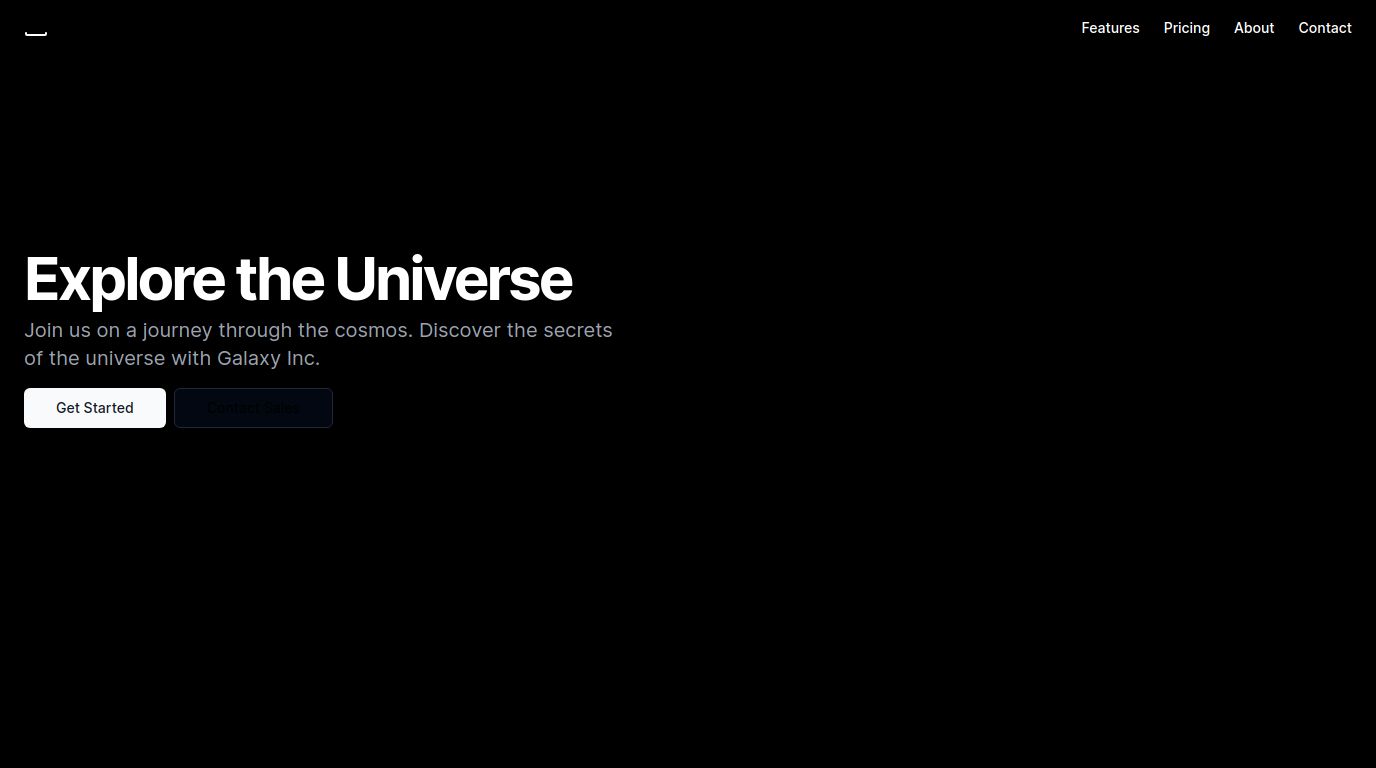 Features Pricing About Contact
Explore the Universe
Join us on a journey through the cosmos. Discover the secrets
of the universe with Galaxy Inc.
Get Started Contact Sales